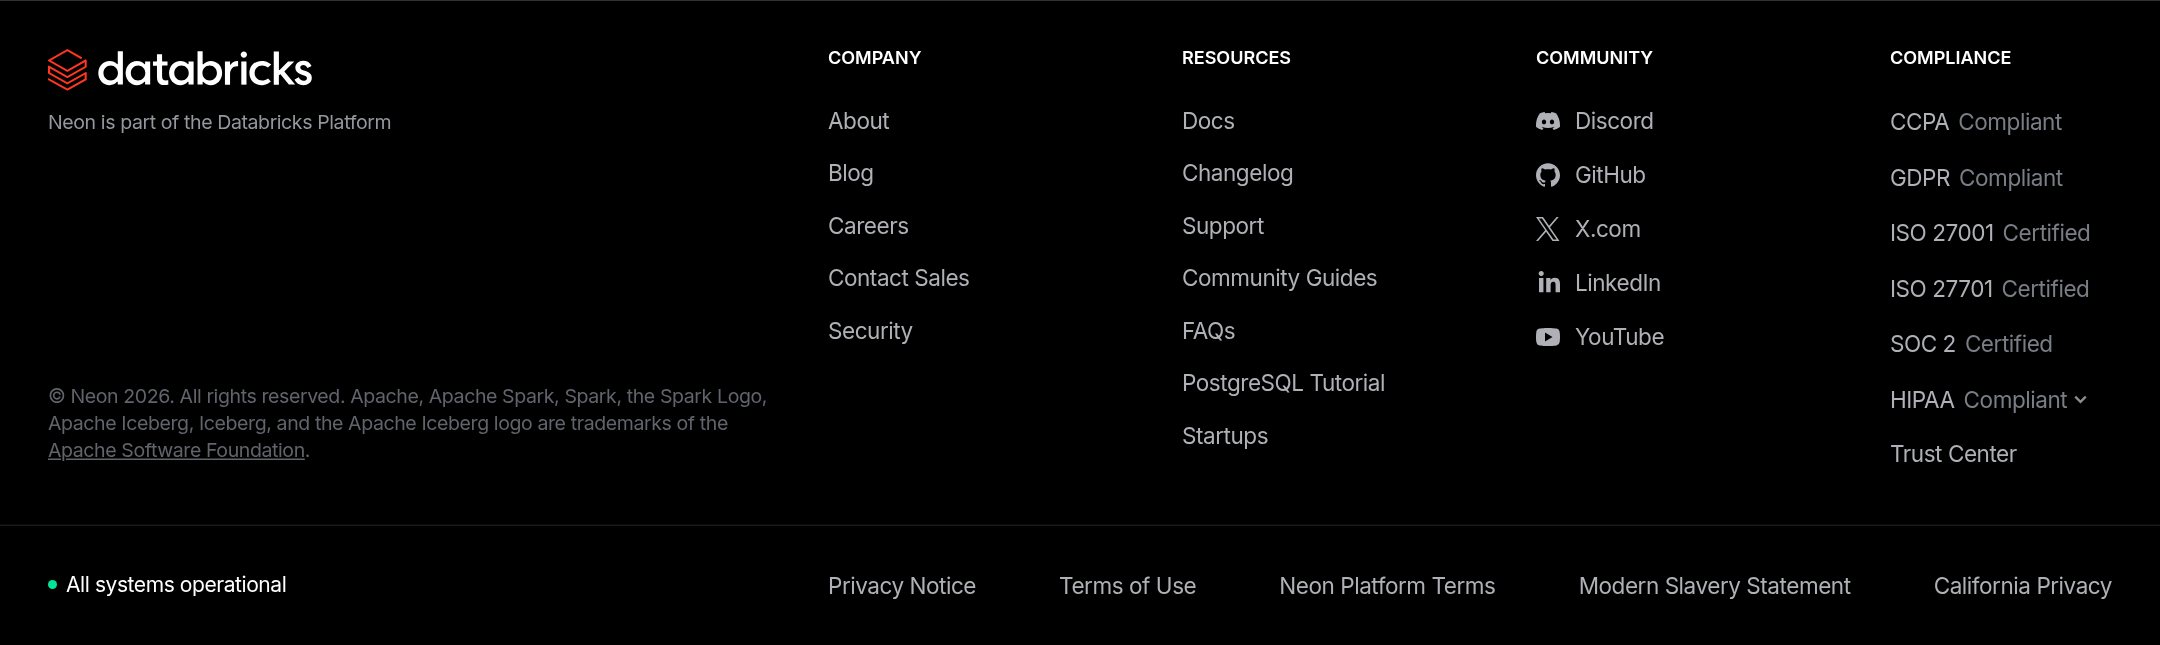 databricks
Neon is part of the Databricks Platform
© Neon 2026. All rights reserved. Apache, Apache Spark, Spark, the Spark Logo,
Apache Iceberg, Iceberg, and the Apache Iceberg logo are trademarks of the
Apache Software Foundation.
COMPANY
About
Blog
Careers
Contact Sales
Security
RESOURCES
Docs
Changelog
Support
Community Guides
FAQs
PostgreSQL Tutorial
Startups
COMMUNITY
Discord
GitHub
X.com
LinkedIn
YouTube
COMPLIANCE
CCPA Compliant
GDPR Compliant
ISO 27001 Certified
ISO 27701 Certified
SOC 2 Certified
HIPAA Compliant
Trust Center
All systems operational
Privacy Notice
Terms of Use
Neon Platform Terms
Modern Slavery Statement
California Privacy